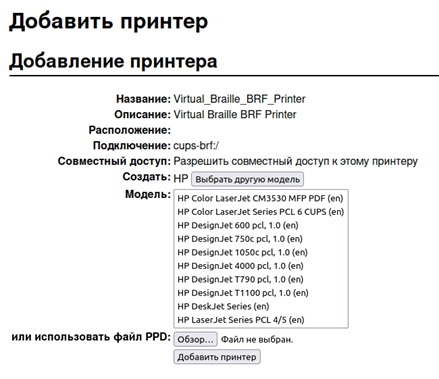 Добавить принтер
Добавление принтера
Название: Virtual_Braille_BRF_Printer
Описание: Virtual Braille BRF Printer
Расположение:
Подключение: cups-brf:/
Совместный доступ: Разрешить совместный доступ к этому принтеру
Создать: HP Выбрать другую модель
Модель: HP Color LaserJet CM3530 MFP PDF (en)
HP Color LaserJet Series PCL 6 CUPS (en)
HP DesignJet 600 pcl, 1.0 (en)
HP DesignJet 750c pcl, 1.0 (en)
HP DesignJet 1050c pcl, 1.0 (en)
HP DesignJet 4000 pcl, 1.0 (en)
HP DesignJet T790 pcl, 1.0 (en)
HP DesignJet T1100 pcl, 1.0 (en)
HP DeskJet Series (en)
HP LaserJet Series PCL 4/5 (en)
или использовать файл PPD: Обзор... Файл не выбран.
Добавить принтер